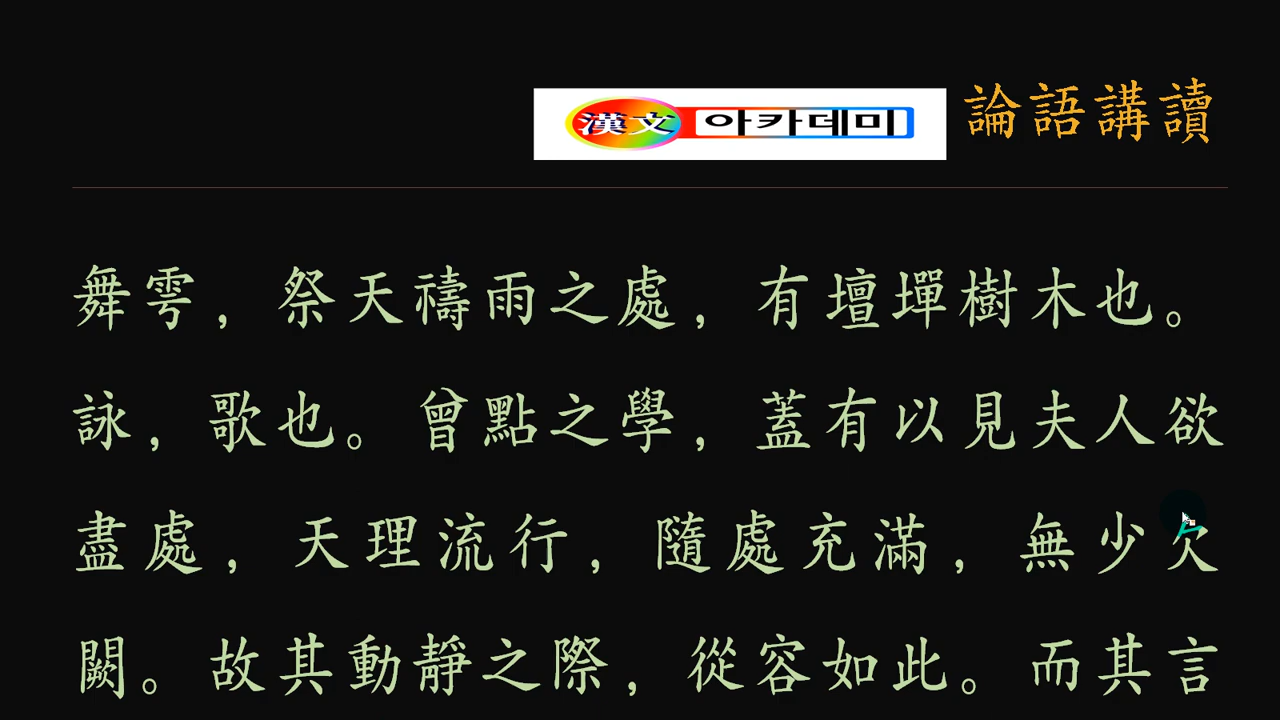 漢文 아카데미 論語講讀
舞雩，祭天禱雨之處，有壇墠樹木也。
詠，歌也。曾點之學，蓋有以見夫人欲
盡處，天理流行，隨處充滿，無少欠
闕。故其動靜之際，從容如此。而其言